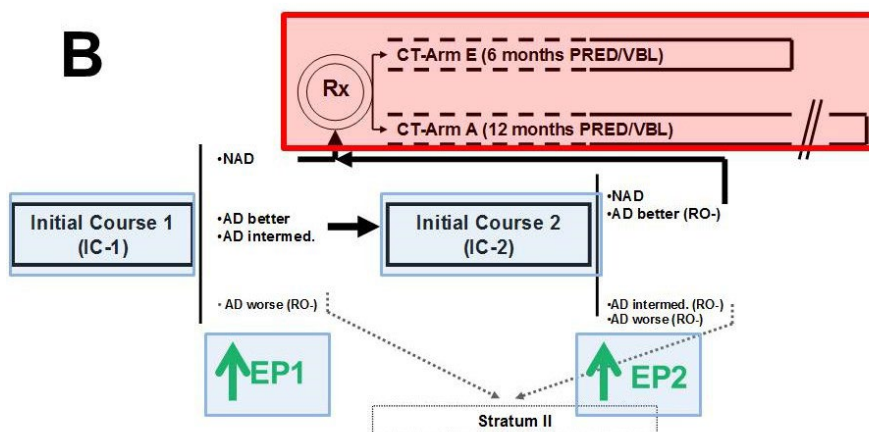 B
CT-Arm E (6 months PRED/VBL)
Rx
CT-Arm A (12 months PRED/VBL)
•NAD
•AD better
•AD intermed.
Initial Course 1
(IC-1)
Initial Course 2
(IC-2)
•NAD
•AD better (RO-)
• AD worse (RO-)
•AD intermed. (RO-)
•AD worse (RO-)
EP1
EP2
Stratum II